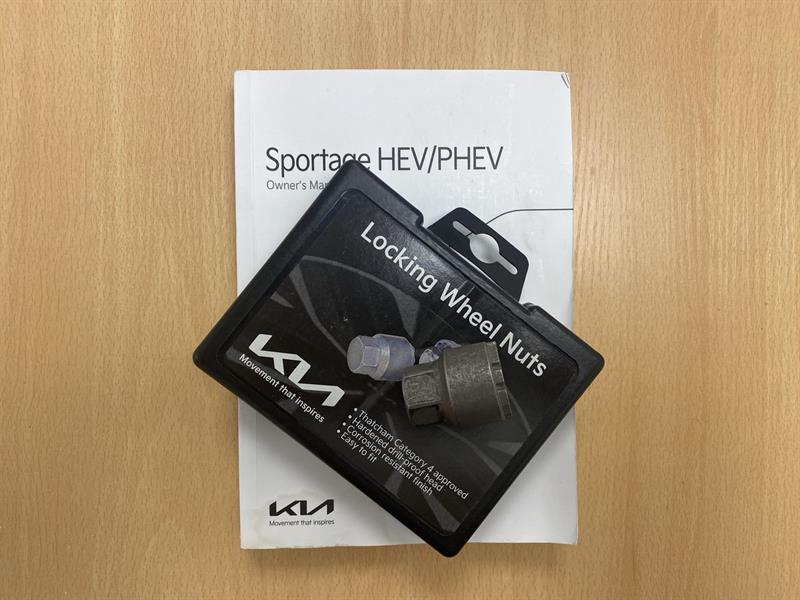 Sportage HEV/PHEV
Owner's Man
Locking Wheel Nuts
KIA
Movement that inspires
• Thatcham Category 4 approved
• Hardened drill-proof head
• Corrosion resistant finish
• Easy to fit
KIA
Movement that inspires